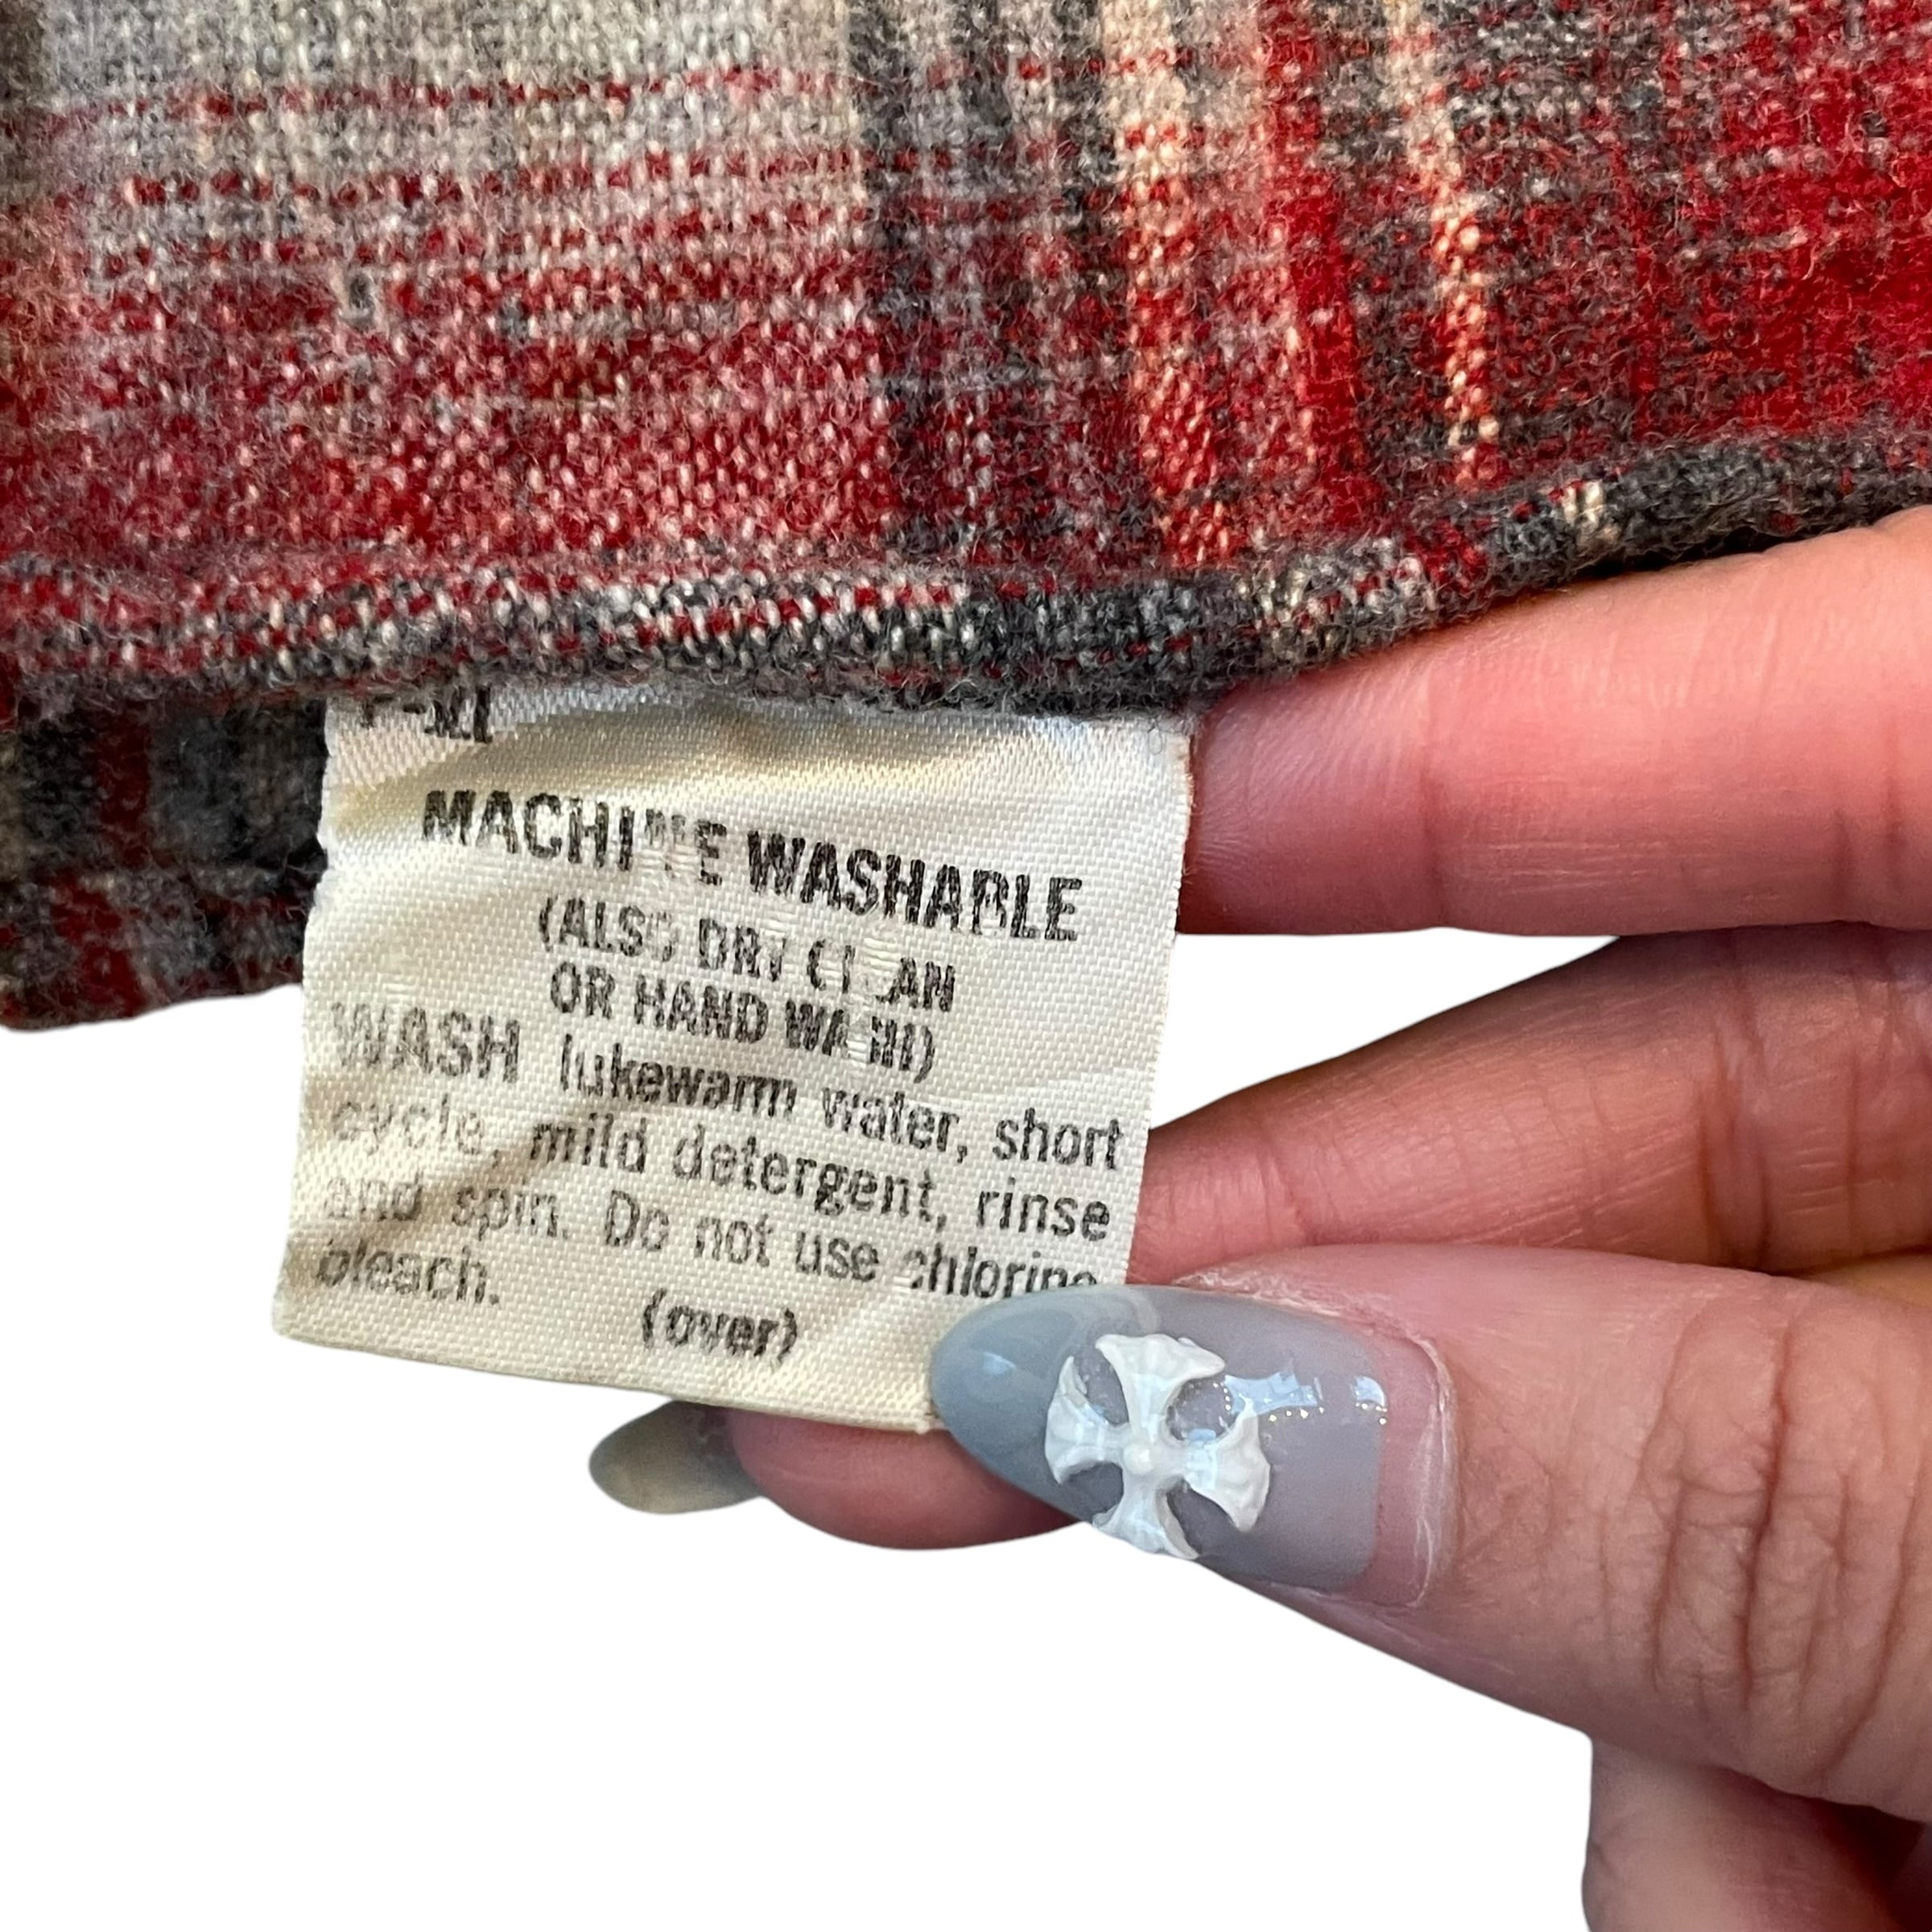 MACHINE WASHABLE
(ALSO DRY CLEAN
OR HAND WASH)
WASH lukewarm water, short
cycle, mild detergent, rinse
and spin. Do not use chlorine
bleach.
(over)